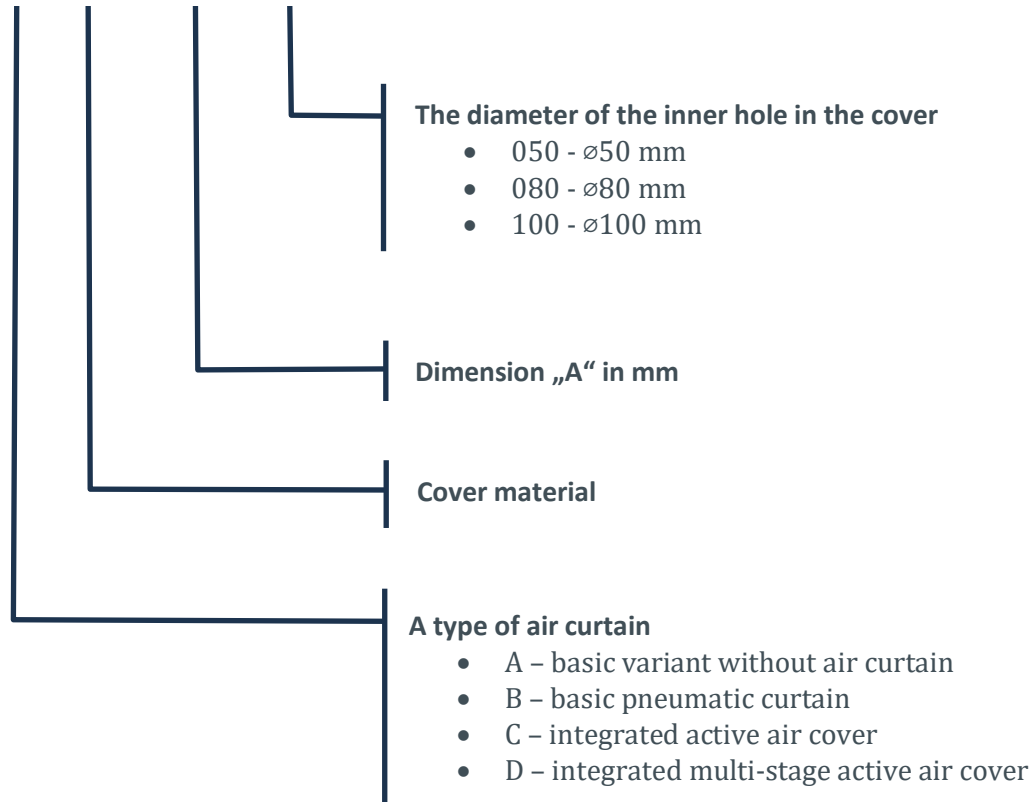 The diameter of the inner hole in the cover
• 050 - ⌀50 mm
• 080 - ⌀80 mm
• 100 - ⌀100 mm
Dimension „A“ in mm
Cover material
A type of air curtain
• A – basic variant without air curtain
• B – basic pneumatic curtain
• C – integrated active air cover
• D – integrated multi-stage active air cover